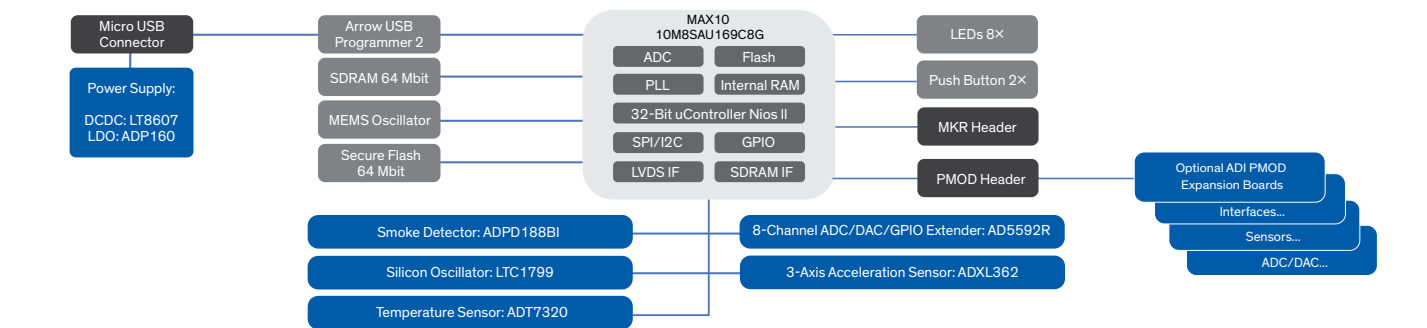 Micro USB
Connector
Power Supply:
DCDC: LT8607
LDO: ADP160
Arrow USB
Programmer 2
SDRAM 64 Mbit
MEMS Oscillator
Secure Flash
64 Mbit
MAX10
10M8SAU169C8G
ADC
Flash
PLL
Internal RAM
32-Bit uController Nios II
SPI/I2C
GPIO
LVDS IF
SDRAM IF
LEDs 8×
Push Button 2×
MKR Header
PMOD Header
Optional ADI PMOD
Expansion Boards
Interfaces...
Sensors...
ADC/DAC...
Smoke Detector: ADPD188BI
8-Channel ADC/DAC/GPIO Extender: AD5592R
Silicon Oscillator: LTC1799
3-Axis Acceleration Sensor: ADXL362
Temperature Sensor: ADT7320